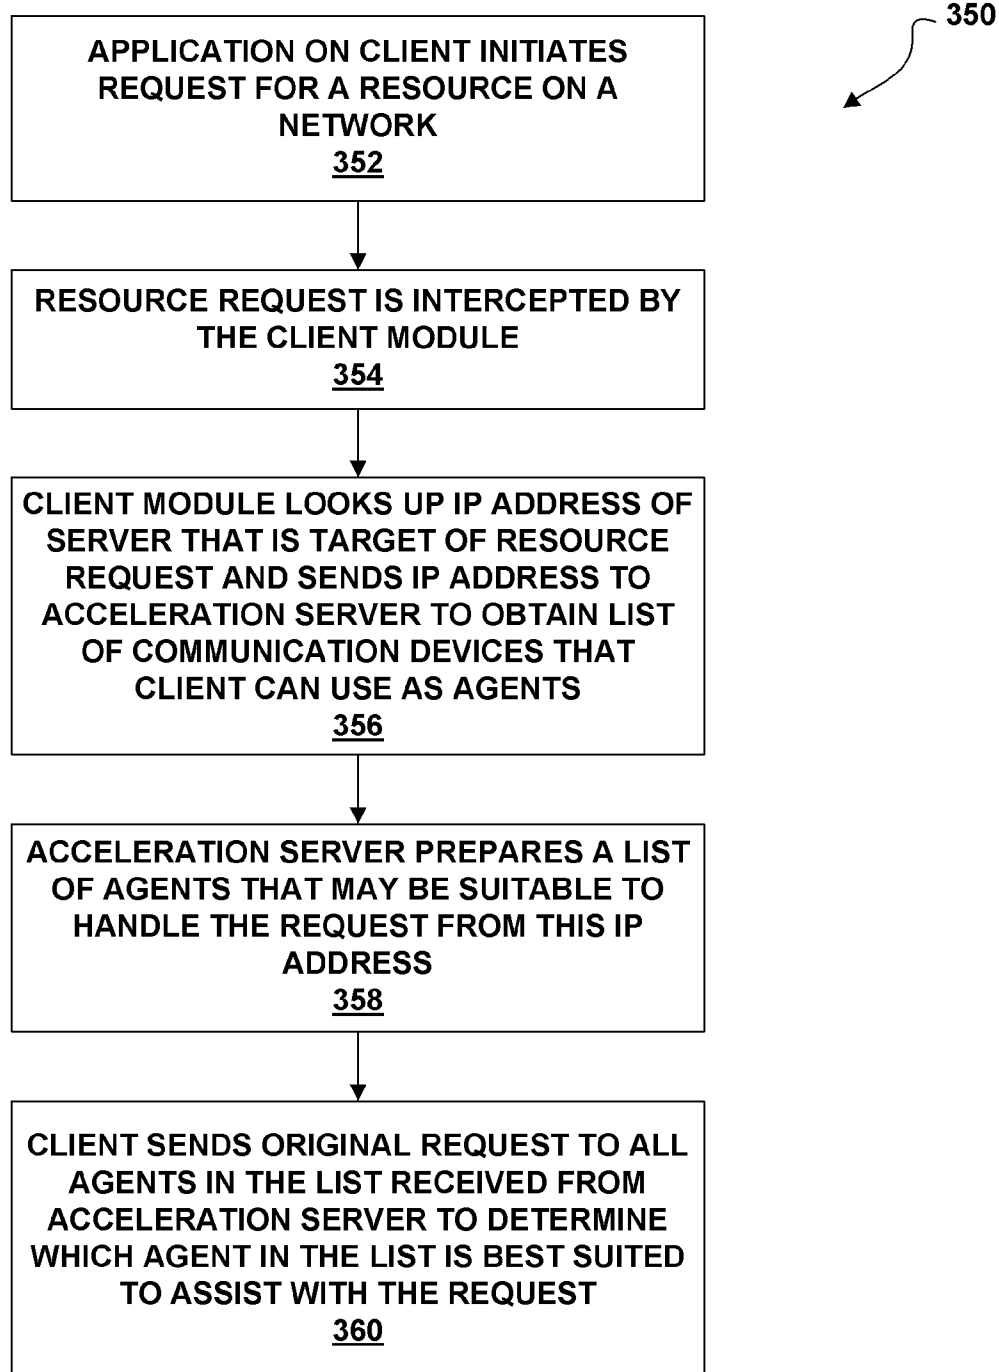 350
APPLICATION ON CLIENT INITIATES
REQUEST FOR A RESOURCE ON A
NETWORK
352
RESOURCE REQUEST IS INTERCEPTED BY
THE CLIENT MODULE
354
CLIENT MODULE LOOKS UP IP ADDRESS OF
SERVER THAT IS TARGET OF RESOURCE
REQUEST AND SENDS IP ADDRESS TO
ACCELERATION SERVER TO OBTAIN LIST
OF COMMUNICATION DEVICES THAT
CLIENT CAN USE AS AGENTS
356
ACCELERATION SERVER PREPARES A LIST
OF AGENTS THAT MAY BE SUITABLE TO
HANDLE THE REQUEST FROM THIS IP
ADDRESS
358
CLIENT SENDS ORIGINAL REQUEST TO ALL
AGENTS IN THE LIST RECEIVED FROM
ACCELERATION SERVER TO DETERMINE
WHICH AGENT IN THE LIST IS BEST SUITED
TO ASSIST WITH THE REQUEST
360